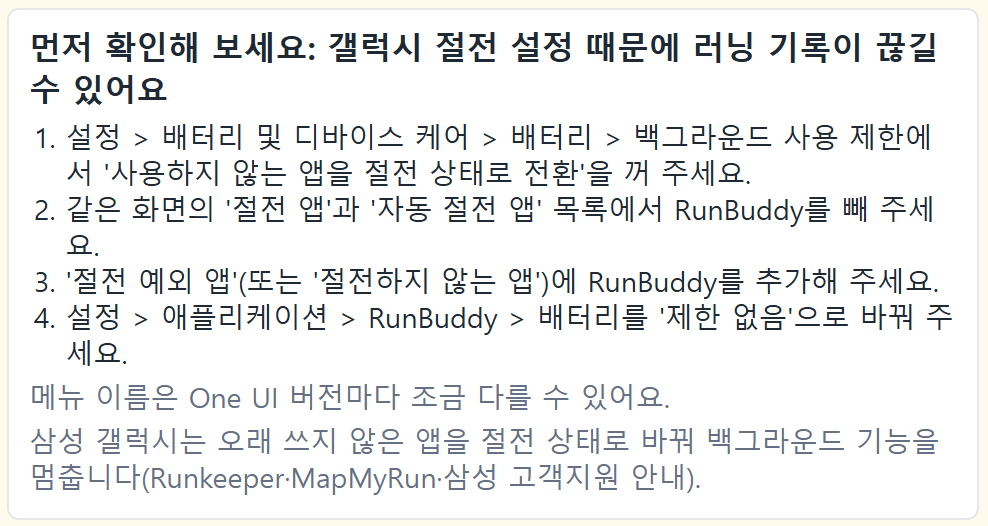 먼저 확인해 보세요: 갤럭시 절전 설정 때문에 러닝 기록이 끊길
수 있어요
1. 설정 > 배터리 및 디바이스 케어 > 배터리 > 백그라운드 사용 제한에
서 '사용하지 않는 앱을 절전 상태로 전환'을 꺼 주세요.
2. 같은 화면의 '절전 앱'과 '자동 절전 앱' 목록에서 RunBuddy를 빼 주세
요.
3. '절전 예외 앱'(또는 '절전하지 않는 앱')에 RunBuddy를 추가해 주세요.
4. 설정 > 애플리케이션 > RunBuddy > 배터리를 '제한 없음'으로 바꿔 주
세요.
메뉴 이름은 One UI 버전마다 조금 다를 수 있어요.
삼성 갤럭시는 오래 쓰지 않은 앱을 절전 상태로 바꿔 백그라운드 기능을
멈춥니다(Runkeeper·MapMyRun·삼성 고객지원 안내).